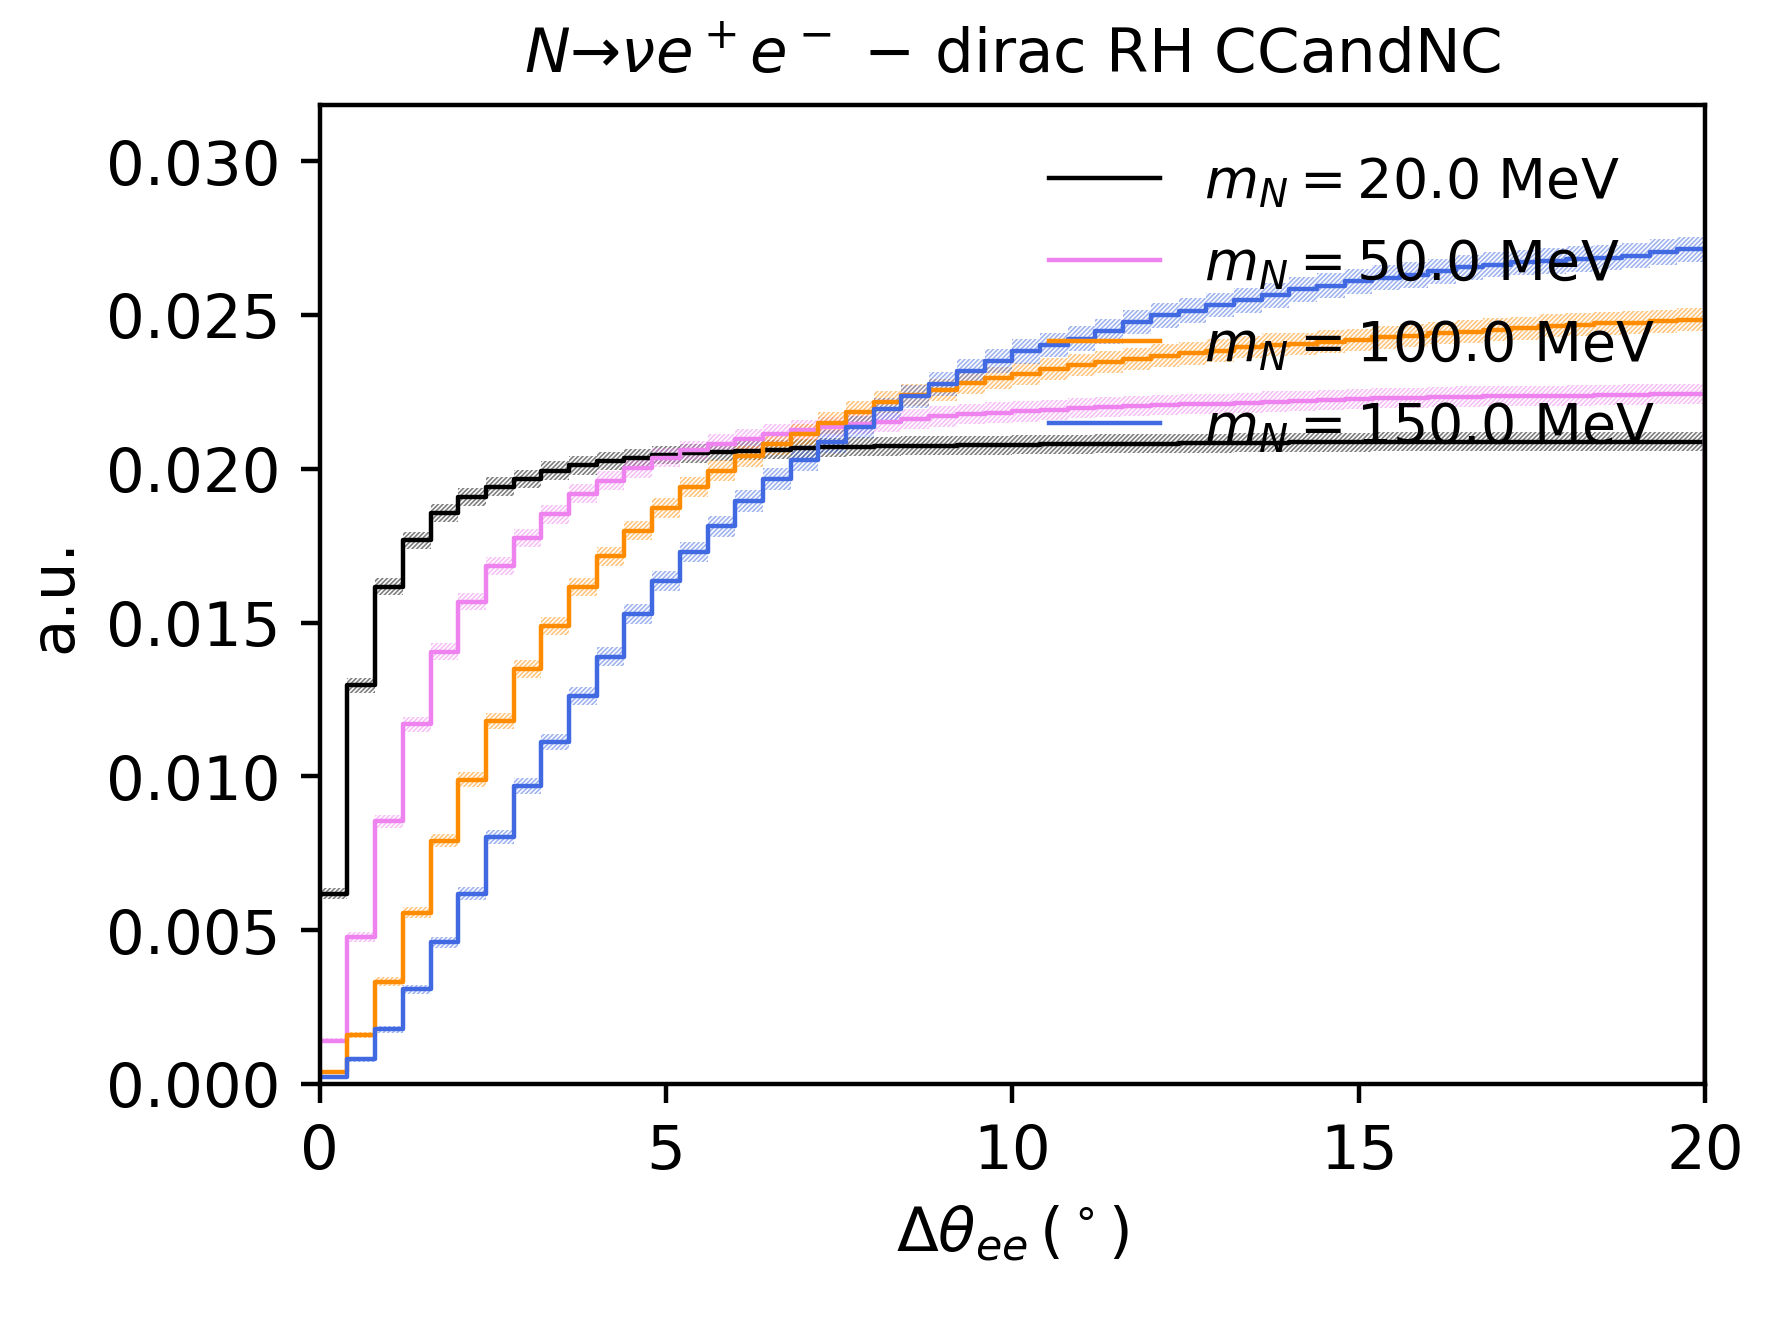 N→νe⁺e⁻ − dirac RH CCandNC
a.u.
0.030
0.025
0.020
0.015
0.010
0.005
0.000
m_N = 20.0 MeV
m_N = 50.0 MeV
m_N = 100.0 MeV
m_N = 150.0 MeV
0 5 10 15 20
Δθ_ee (°)